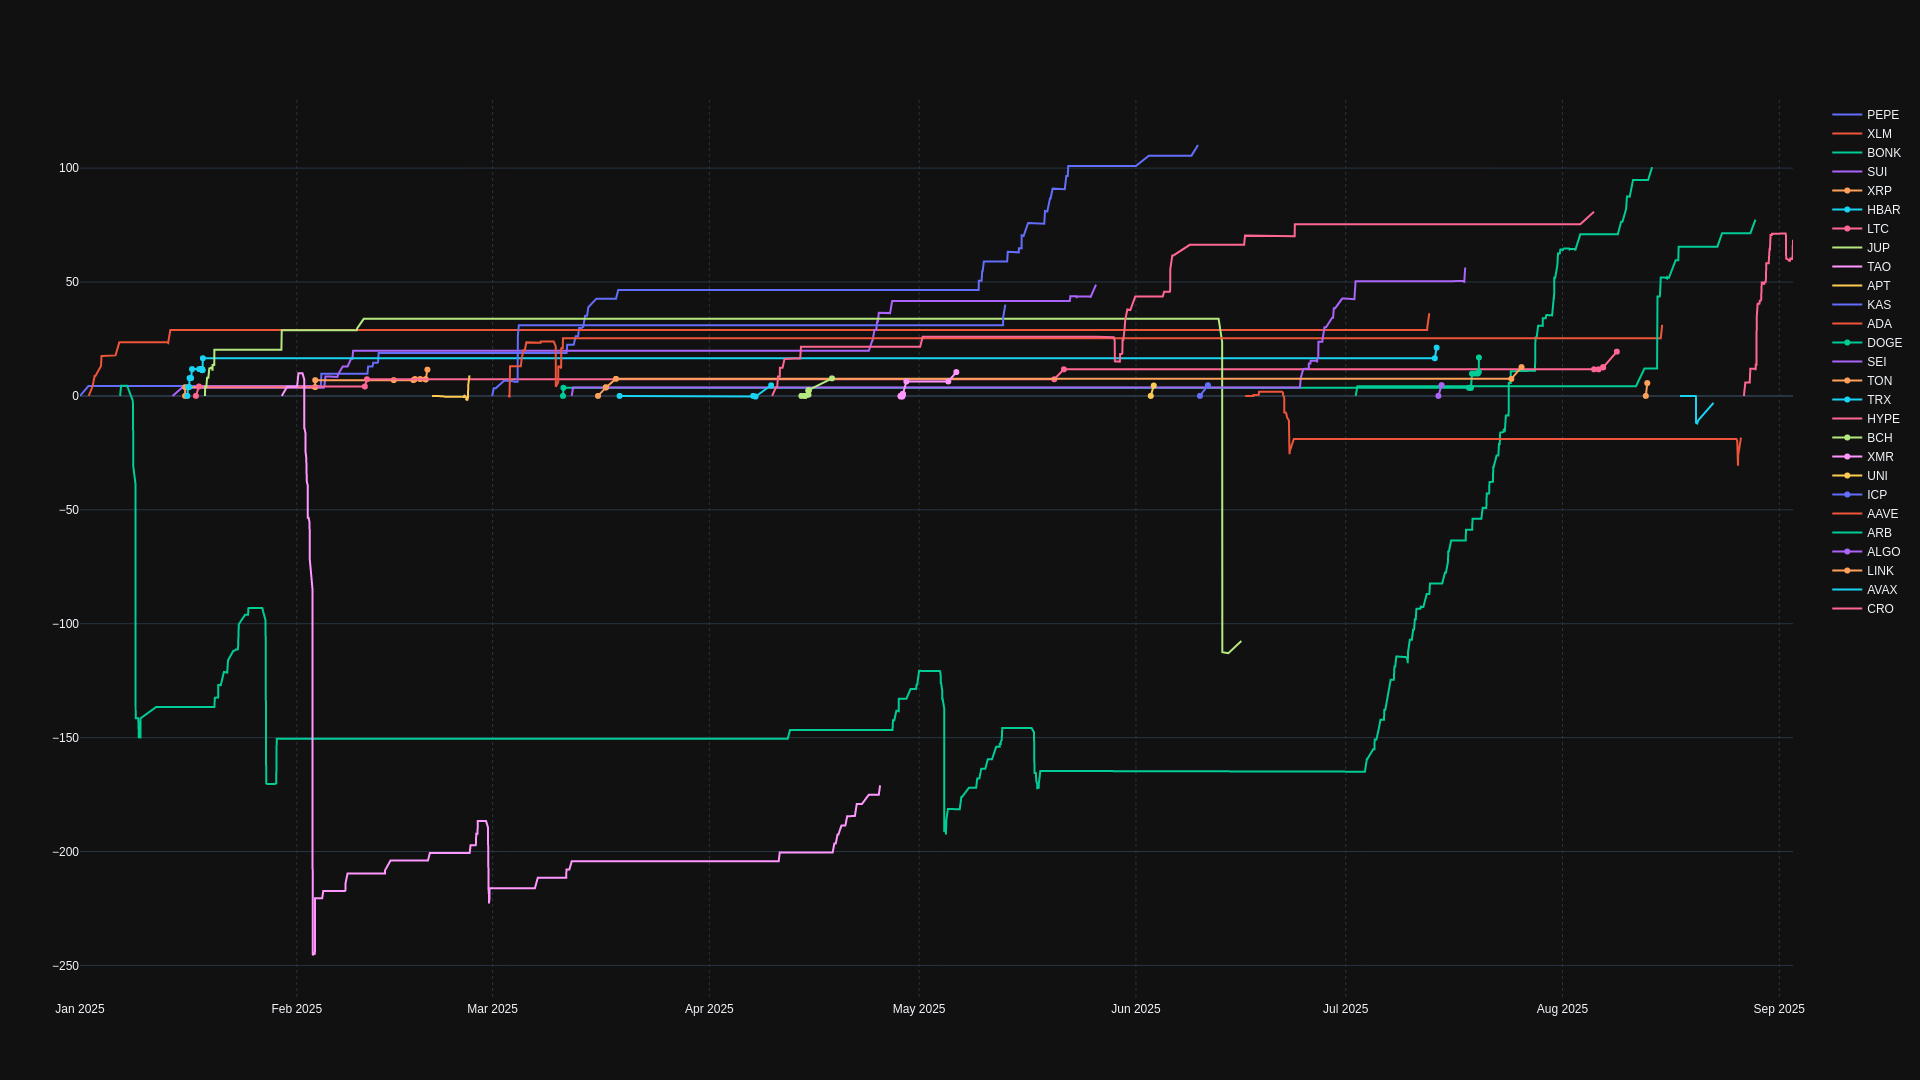 100
50
0
−50
−100
−150
−200
−250
Jan 2025
Feb 2025
Mar 2025
Apr 2025
May 2025
Jun 2025
Jul 2025
Aug 2025
Sep 2025
PEPE
XLM
BONK
SUI
XRP
HBAR
LTC
JUP
TAO
APT
KAS
ADA
DOGE
SEI
TON
TRX
HYPE
BCH
XMR
UNI
ICP
AAVE
ARB
ALGO
LINK
AVAX
CRO